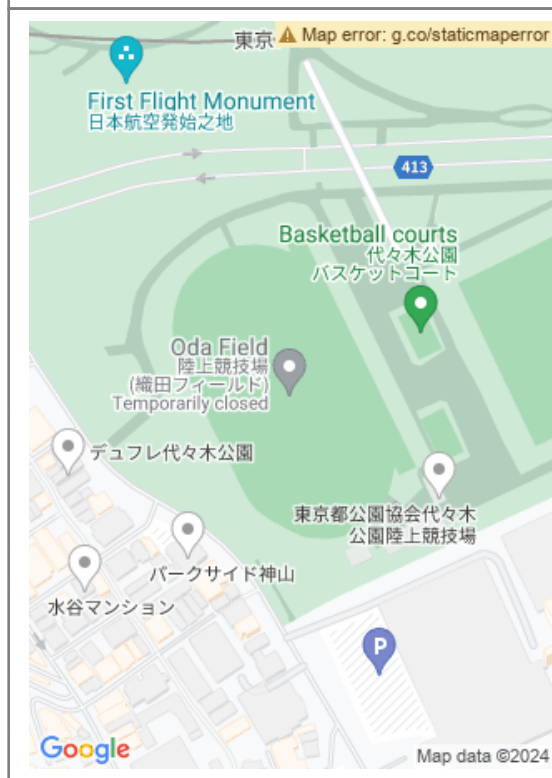 東京
Map error: g.co/staticmaperror
First Flight Monument
日本航空発始之地
413
Basketball courts
代々木公園
バスケットコート
Oda Field
陸上競技場
(織田フィールド)
Temporarily closed
デュフレ代々木公園
東京都公園協会代々木
公園陸上競技場
パークサイド神山
水谷マンション
P
Google
Map data ©2024